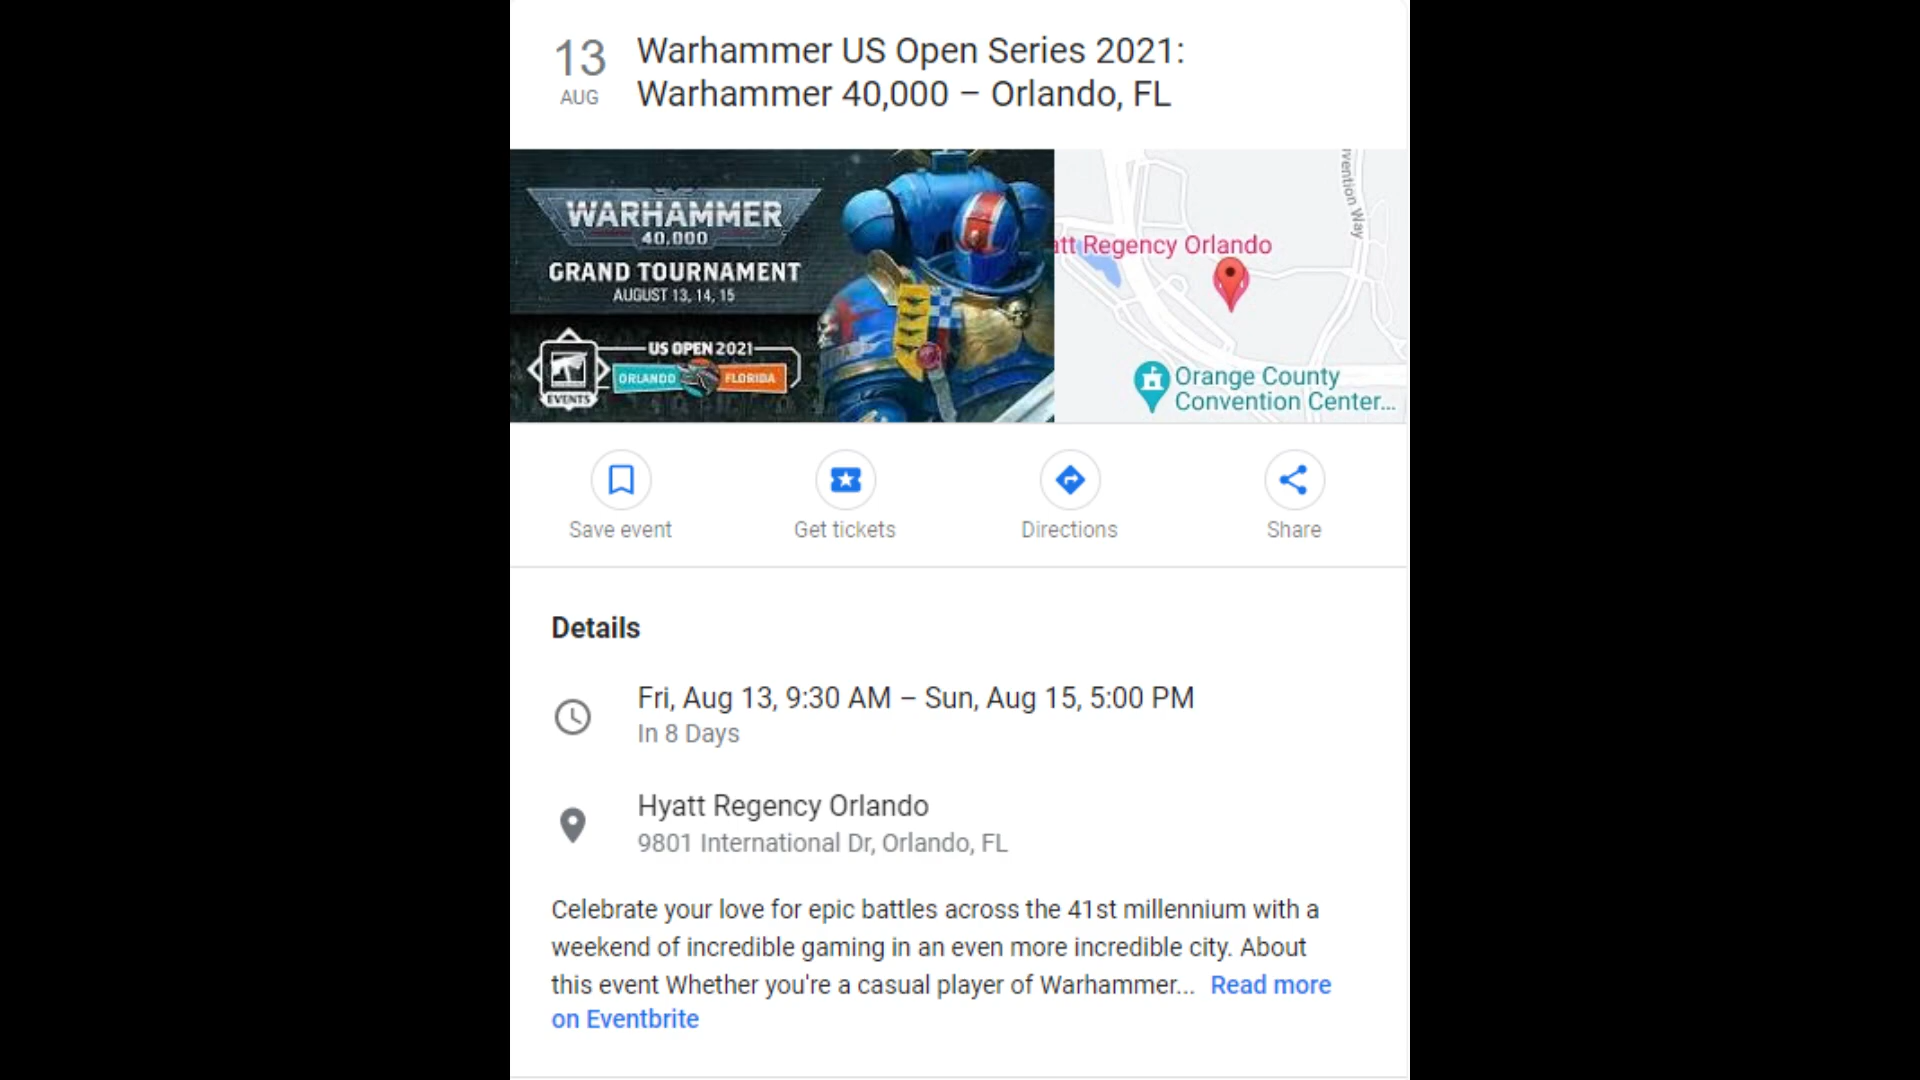 13
AUG
Warhammer US Open Series 2021:
Warhammer 40,000 – Orlando, FL
WARHAMMER
40,000
GRAND TOURNAMENT
AUGUST 13, 14, 15
US OPEN 2021
ORLANDO FLORIDA
EVENTS
vention Way
att Regency Orlando
Orange County
Convention Center...
Save event
Get tickets
Directions
Share
Details
Fri, Aug 13, 9:30 AM – Sun, Aug 15, 5:00 PM
In 8 Days
Hyatt Regency Orlando
9801 International Dr, Orlando, FL
Celebrate your love for epic battles across the 41st millennium with a
weekend of incredible gaming in an even more incredible city. About
this event Whether you're a casual player of Warhammer... Read more
on Eventbrite